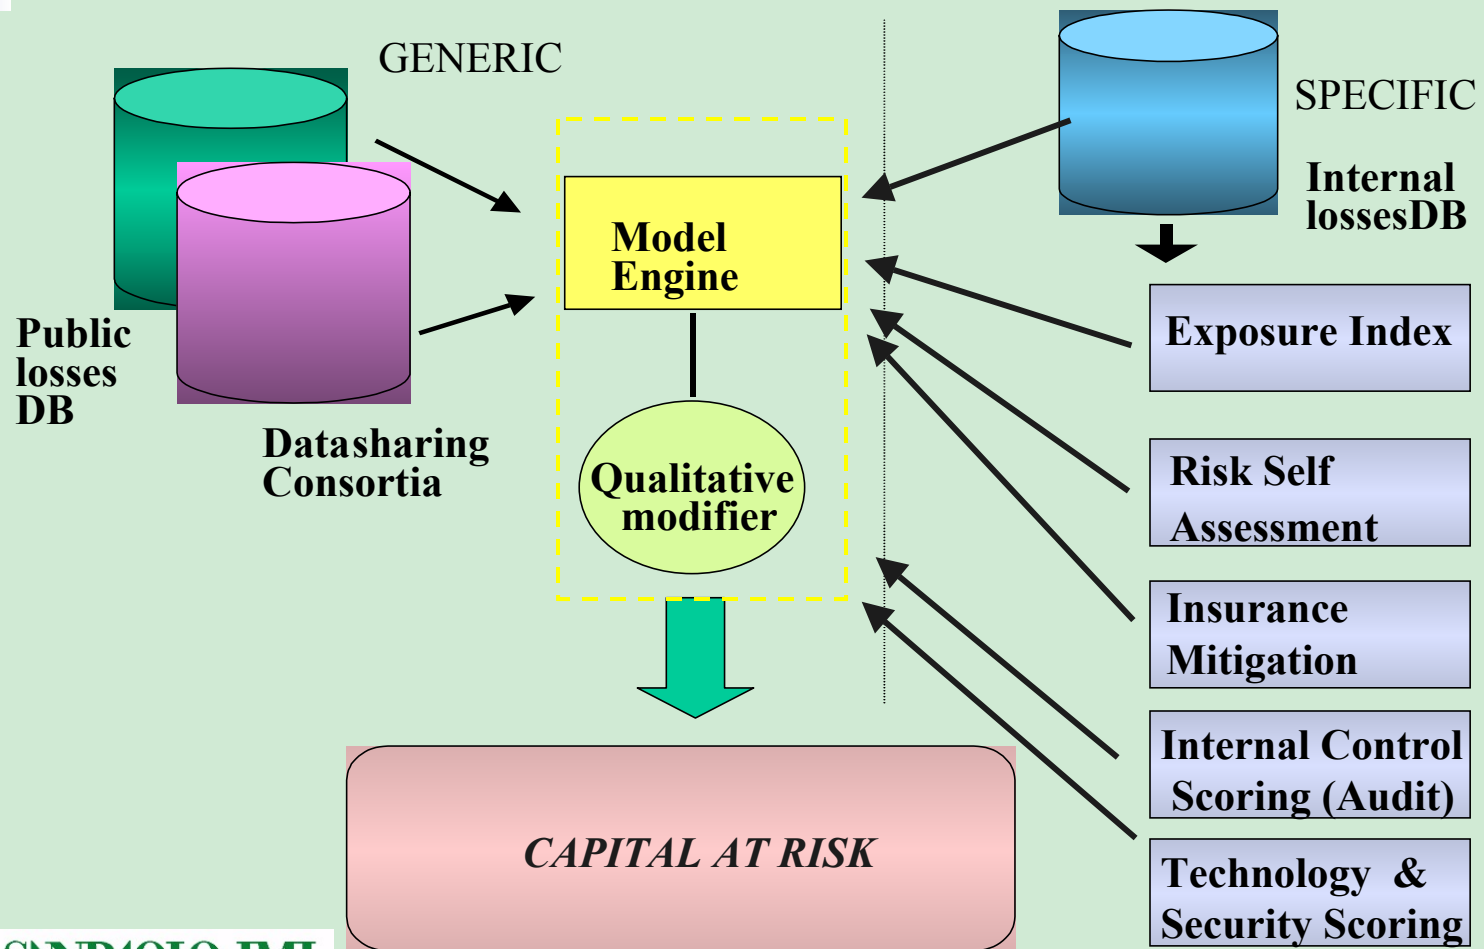 GENERIC
SPECIFIC
Public
losses
DB
Datasharing
Consortia
Model
Engine
Qualitative
modifier
Internal
lossesDB
Exposure Index
Risk Self
Assessment
Insurance
Mitigation
Internal Control
Scoring (Audit)
Technology &
Security Scoring
CAPITAL AT RISK